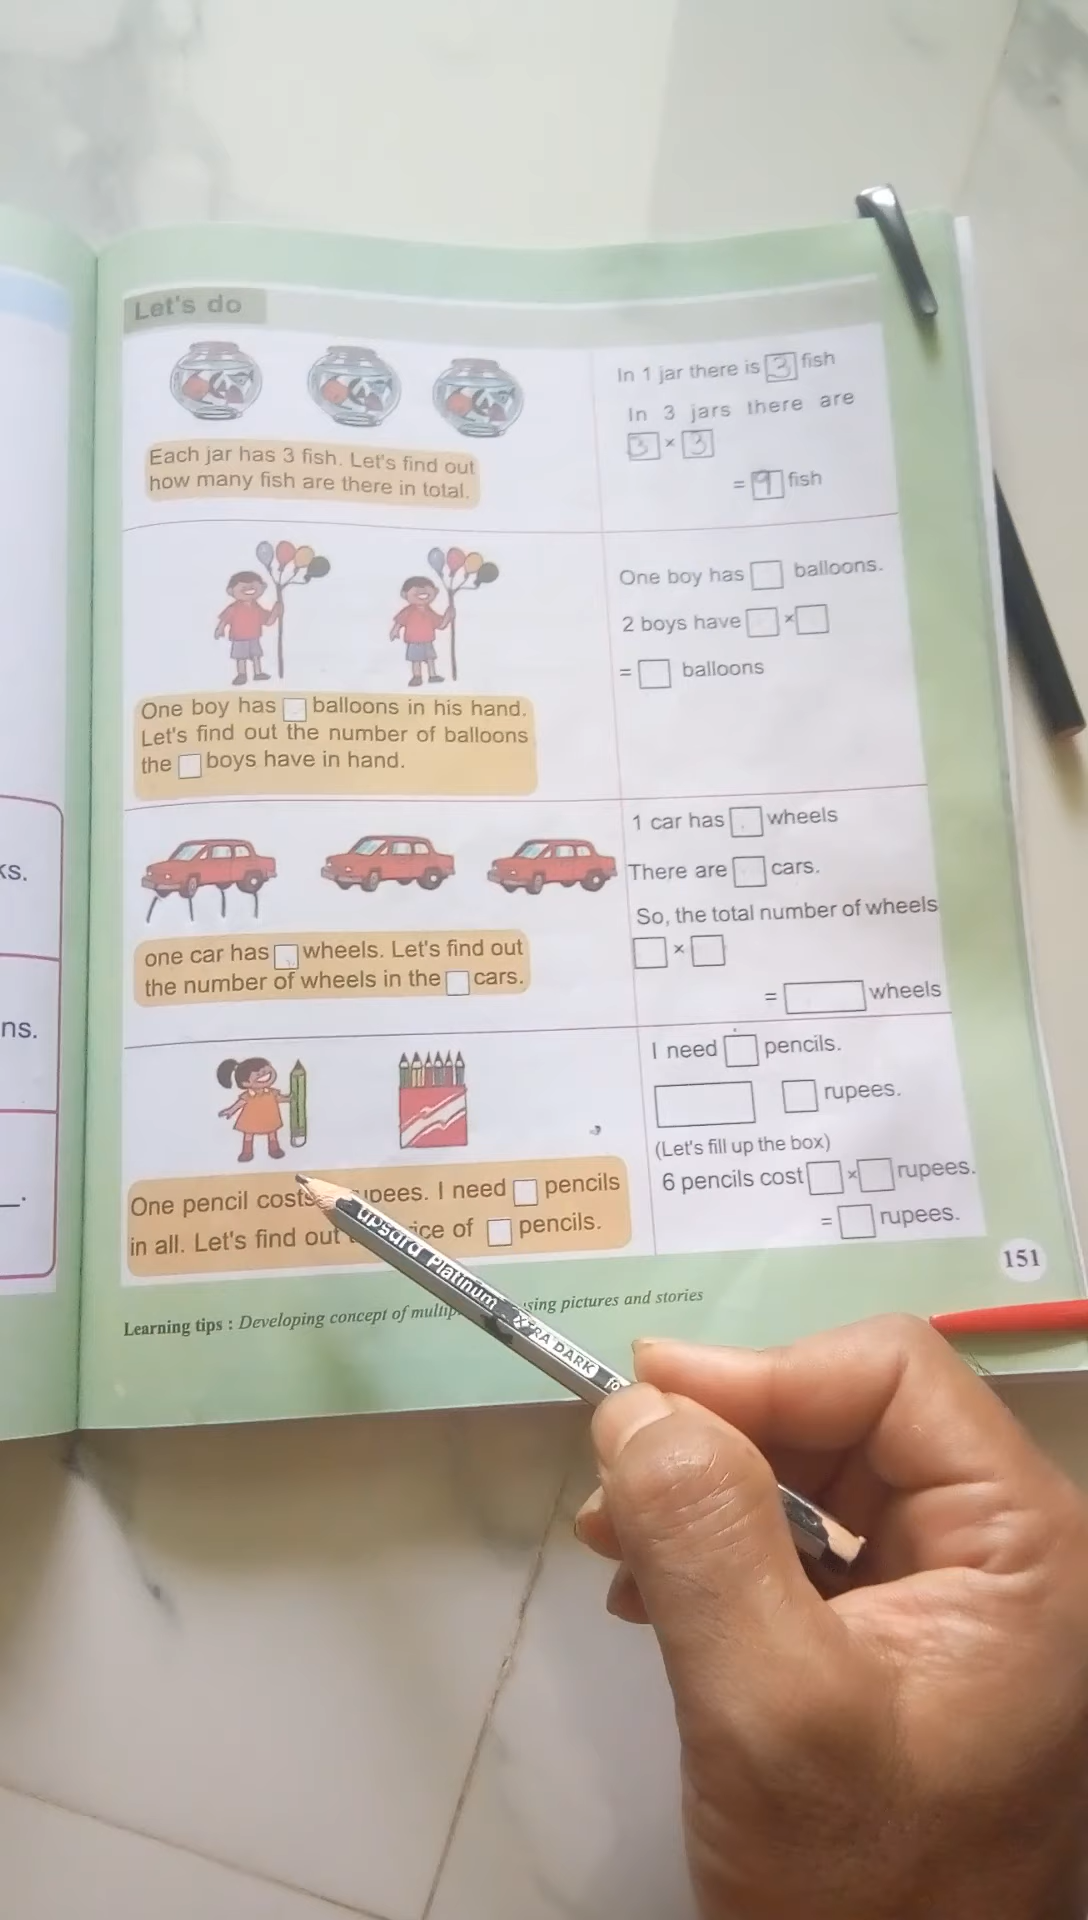 Let's do
In 1 jar there is 3 fish
In 3 jars there are
3 × 3
= 9 fish
Each jar has 3 fish. Let's find out
how many fish are there in total.
One boy has balloons.
2 boys have ×
= balloons
One boy has balloons in his hand.
Let's find out the number of balloons
the boys have in hand.
1 car has wheels
There are cars.
So, the total number of wheels
×
= wheels
one car has wheels. Let's find out
the number of wheels in the cars.
I need pencils.
rupees.
(Let's fill up the box)
6 pencils cost × rupees.
= rupees.
One pencil costs upees. I need pencils
in all. Let's find out ice of pencils.
151
Learning tips : Developing concept of multip sing pictures and stories
apsara Platinum EXTRA DARK fo
ks.
ns.